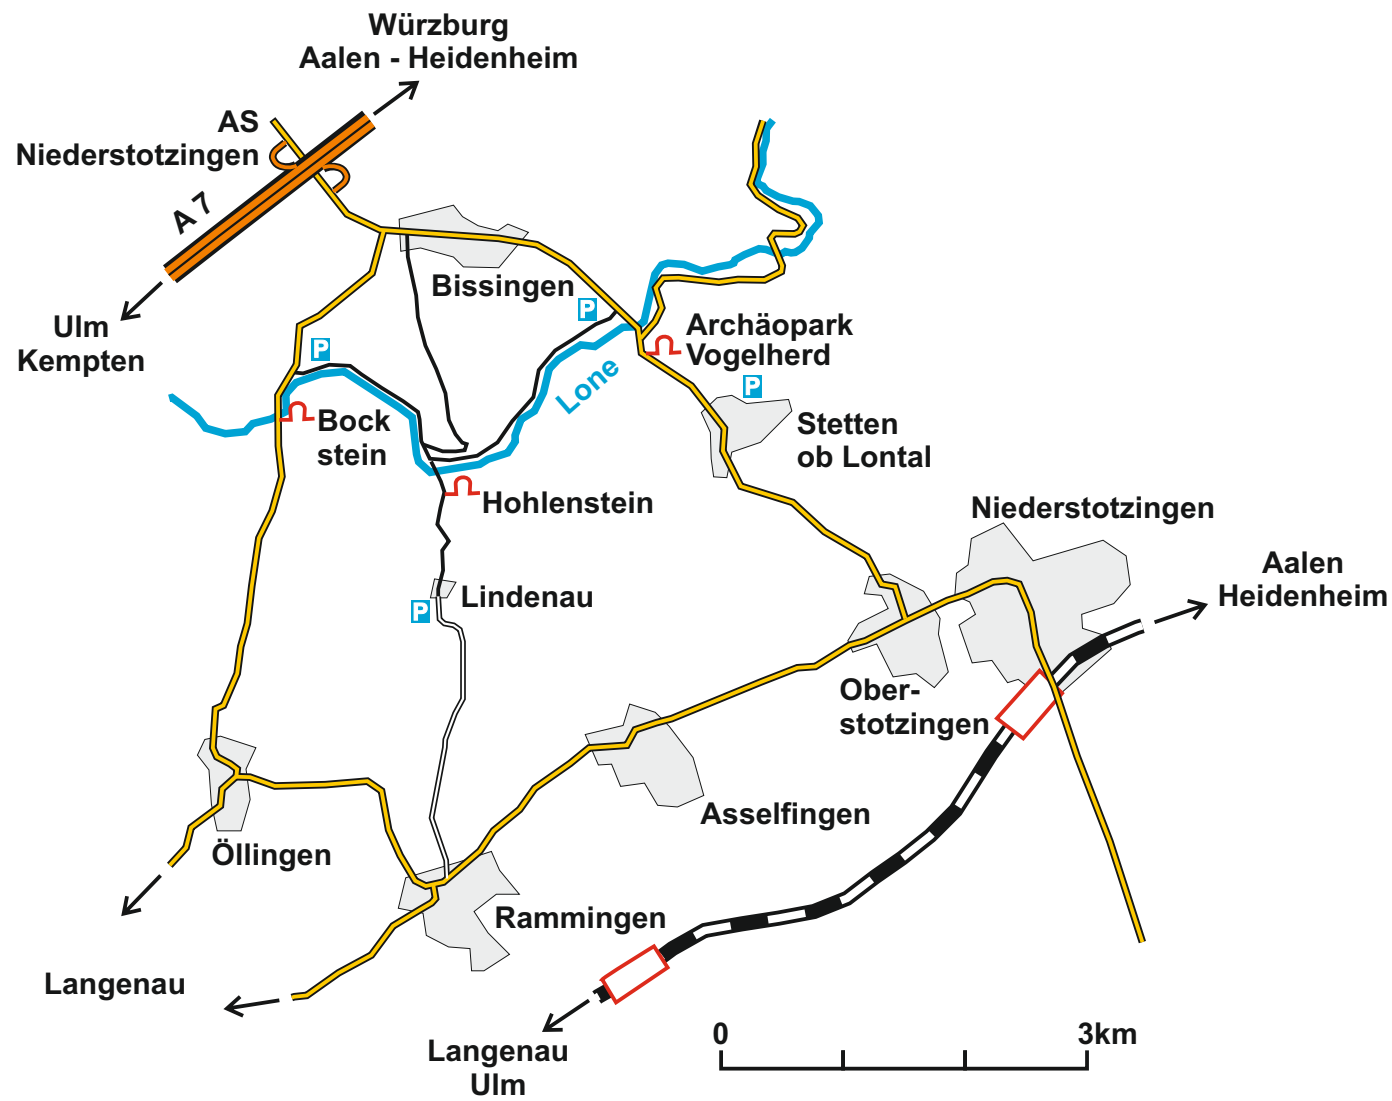 Würzburg
Aalen - Heidenheim
AS
Niederstotzingen
A 7
Ulm
Kempten
Bissingen
P
P
Archäopark
Vogelherd
P
Lone
Bock
stein
Stetten
ob Lontal
Hohlenstein
Niederstotzingen
Aalen
Heidenheim
Lindenau
P
Ober-
stotzingen
Asselfingen
Öllingen
Rammingen
Langenau
Langenau
Ulm
0 3km